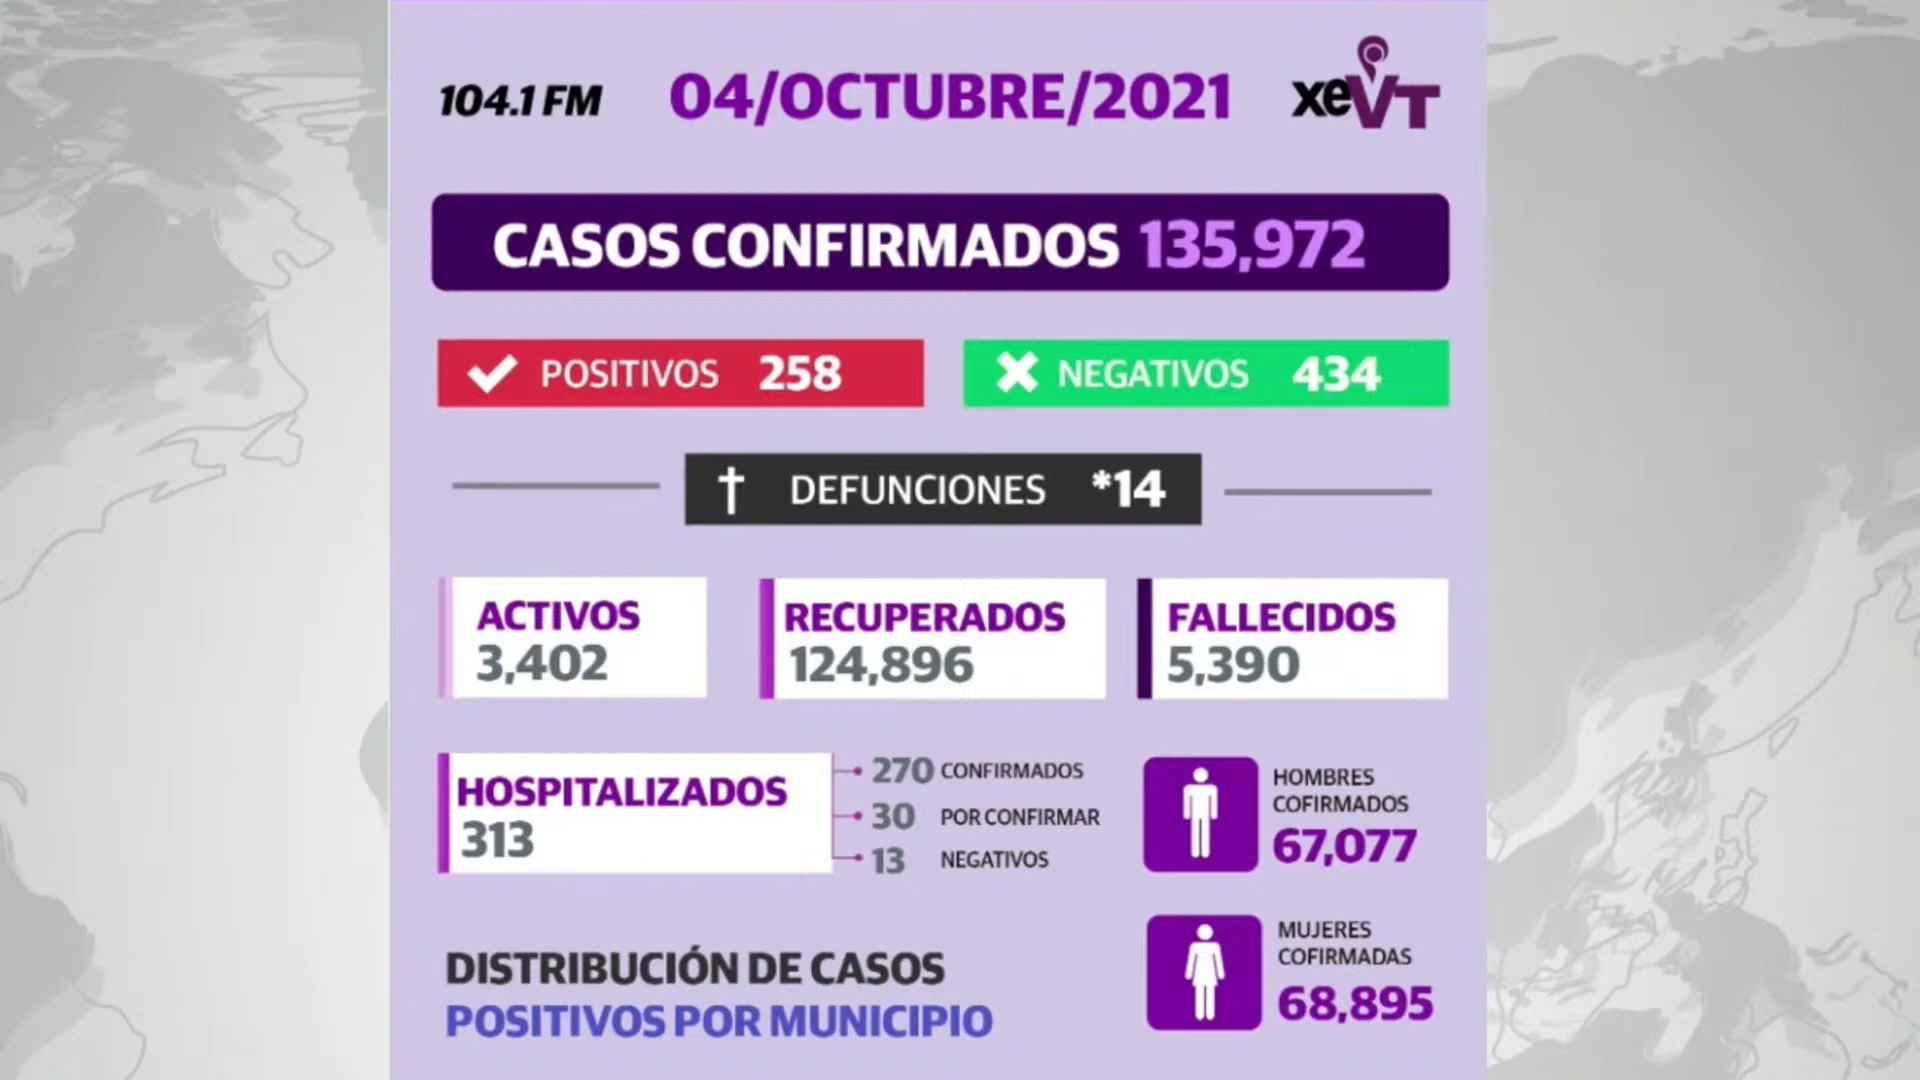 104.1 FM
04/OCTUBRE/2021
xeVT
CASOS CONFIRMADOS 135,972
POSITIVOS 258
NEGATIVOS 434
DEFUNCIONES *14
ACTIVOS
3,402
RECUPERADOS
124,896
FALLECIDOS
5,390
HOSPITALIZADOS
313
270 CONFIRMADOS
30 POR CONFIRMAR
13 NEGATIVOS
HOMBRES
COFIRMADOS
67,077
MUJERES
COFIRMADAS
68,895
DISTRIBUCIÓN DE CASOS
POSITIVOS POR MUNICIPIO